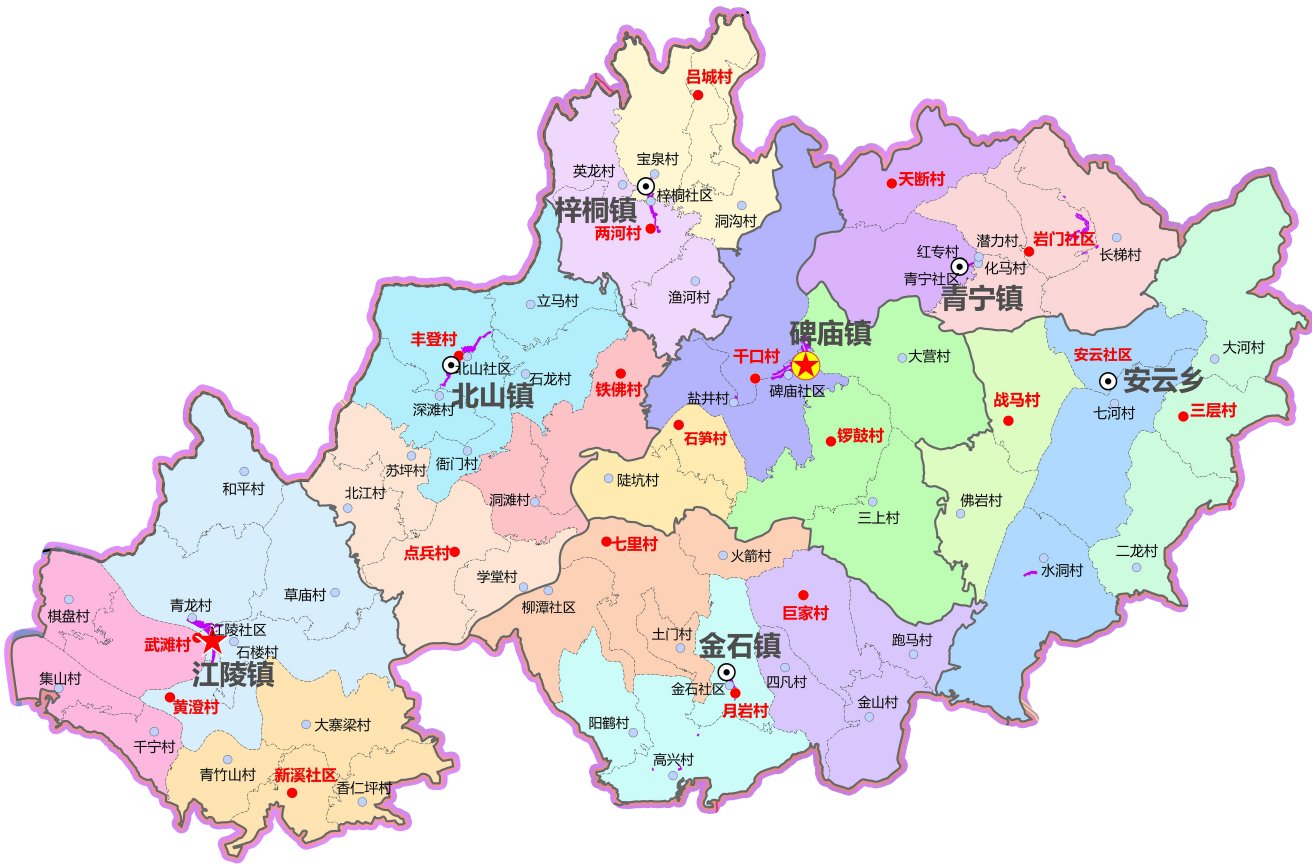 吕城村
宝泉村
英龙村
梓桐社区
梓桐镇
两河村
洞沟村
渔河村
天断村
潜力村
岩门社区
红专村
化马村
长梯村
青宁社区
青宁镇
立马村
丰登村
北山社区
石龙村
北山镇
深滩村
铁佛村
碑庙镇
干口村
碑庙社区
盐井村
大营村
安云社区
安云乡
大河村
七河村
三层村
战马村
石笋村
锣鼓村
衙门村
苏坪村
陡坑村
和平村
北江村
洞滩村
佛岩村
三上村
点兵村
七里村
火箭村
二龙村
水洞村
学堂村
柳潭社区
草庙村
青龙村
棋盘村
江陵社区
武滩村
石楼村
江陵镇
巨家村
土门村
金石镇
跑马村
集山村
黄澄村
金石社区
四凡村
月岩村
金山村
大寨梁村
阳鹤村
干宁村
高兴村
青竹山村
新溪社区
香仁坪村